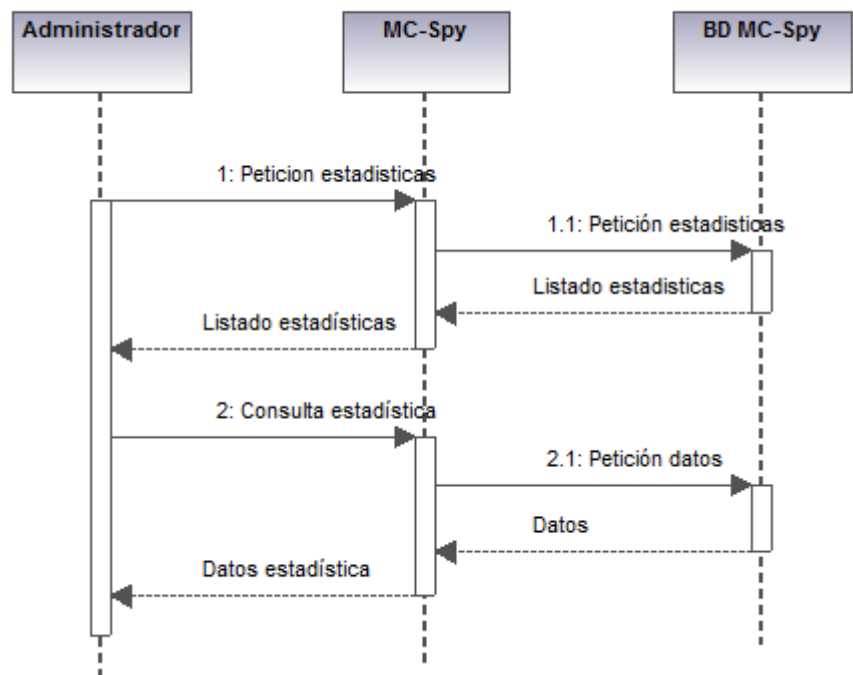 Administrador
MC-Spy
BD MC-Spy
1: Peticion estadisticas
1.1: Petición estadisticas
Listado estadisticas
Listado estadísticas
2: Consulta estadística
2.1: Petición datos
Datos
Datos estadística